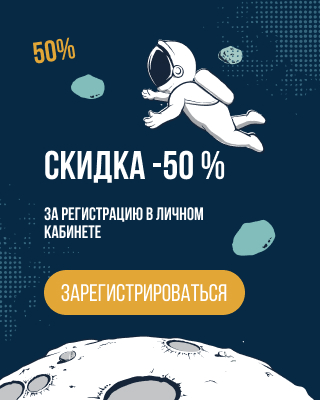 50%
СКИДКА -50 %
ЗА РЕГИСТРАЦИЮ В ЛИЧНОМ
КАБИНЕТЕ
ЗАРЕГИСТРИРОВАТЬСЯ